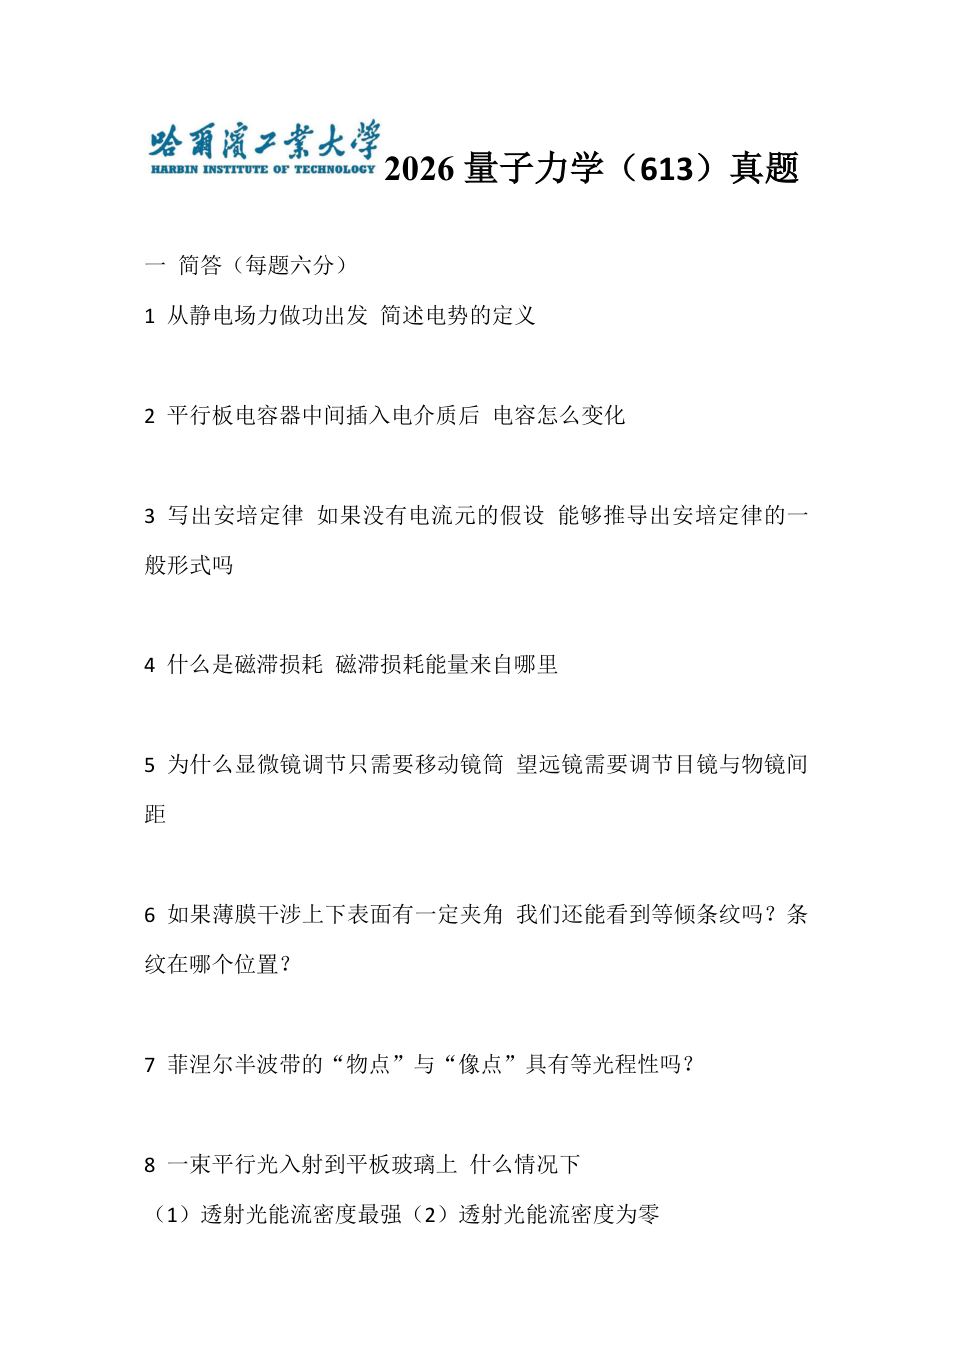 哈爾濱工業大學
HARBIN INSTITUTE OF TECHNOLOGY
2026 量子力学（613）真题
一 简答（每题六分）
1 从静电场力做功出发 简述电势的定义
2 平行板电容器中间插入电介质后 电容怎么变化
3 写出安培定律 如果没有电流元的假设 能够推导出安培定律的一
般形式吗
4 什么是磁滞损耗 磁滞损耗能量来自哪里
5 为什么显微镜调节只需要移动镜筒 望远镜需要调节目镜与物镜间
距
6 如果薄膜干涉上下表面有一定夹角 我们还能看到等倾条纹吗？条
纹在哪个位置？
7 菲涅尔半波带的“物点”与“像点”具有等光程性吗？
8 一束平行光入射到平板玻璃上 什么情况下
（1）透射光能流密度最强（2）透射光能流密度为零